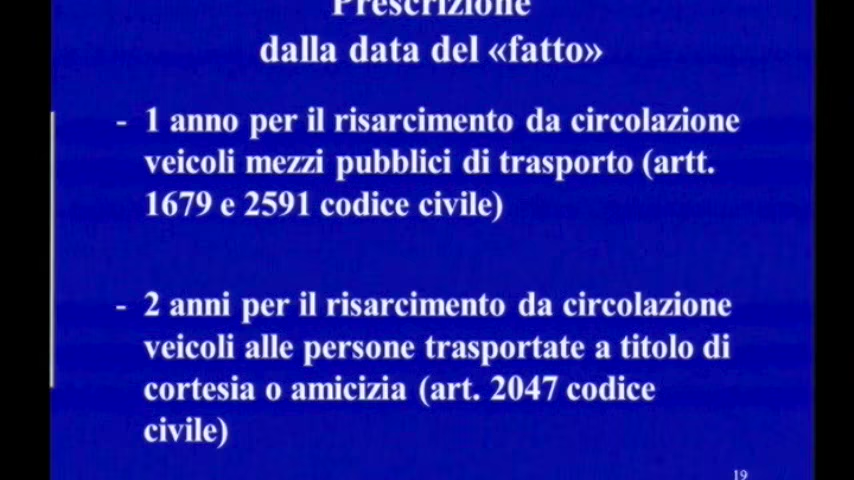 Prescrizione
dalla data del «fatto»
- 1 anno per il risarcimento da circolazione
veicoli mezzi pubblici di trasporto (artt.
1679 e 2591 codice civile)
- 2 anni per il risarcimento da circolazione
veicoli alle persone trasportate a titolo di
cortesia o amicizia (art. 2047 codice
civile)
19